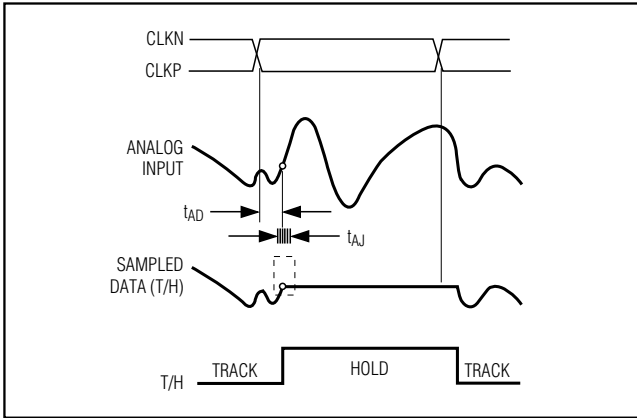 CLKN
CLKP
ANALOG
INPUT
tAD
tAJ
SAMPLED
DATA (T/H)
TRACK
HOLD
TRACK
T/H